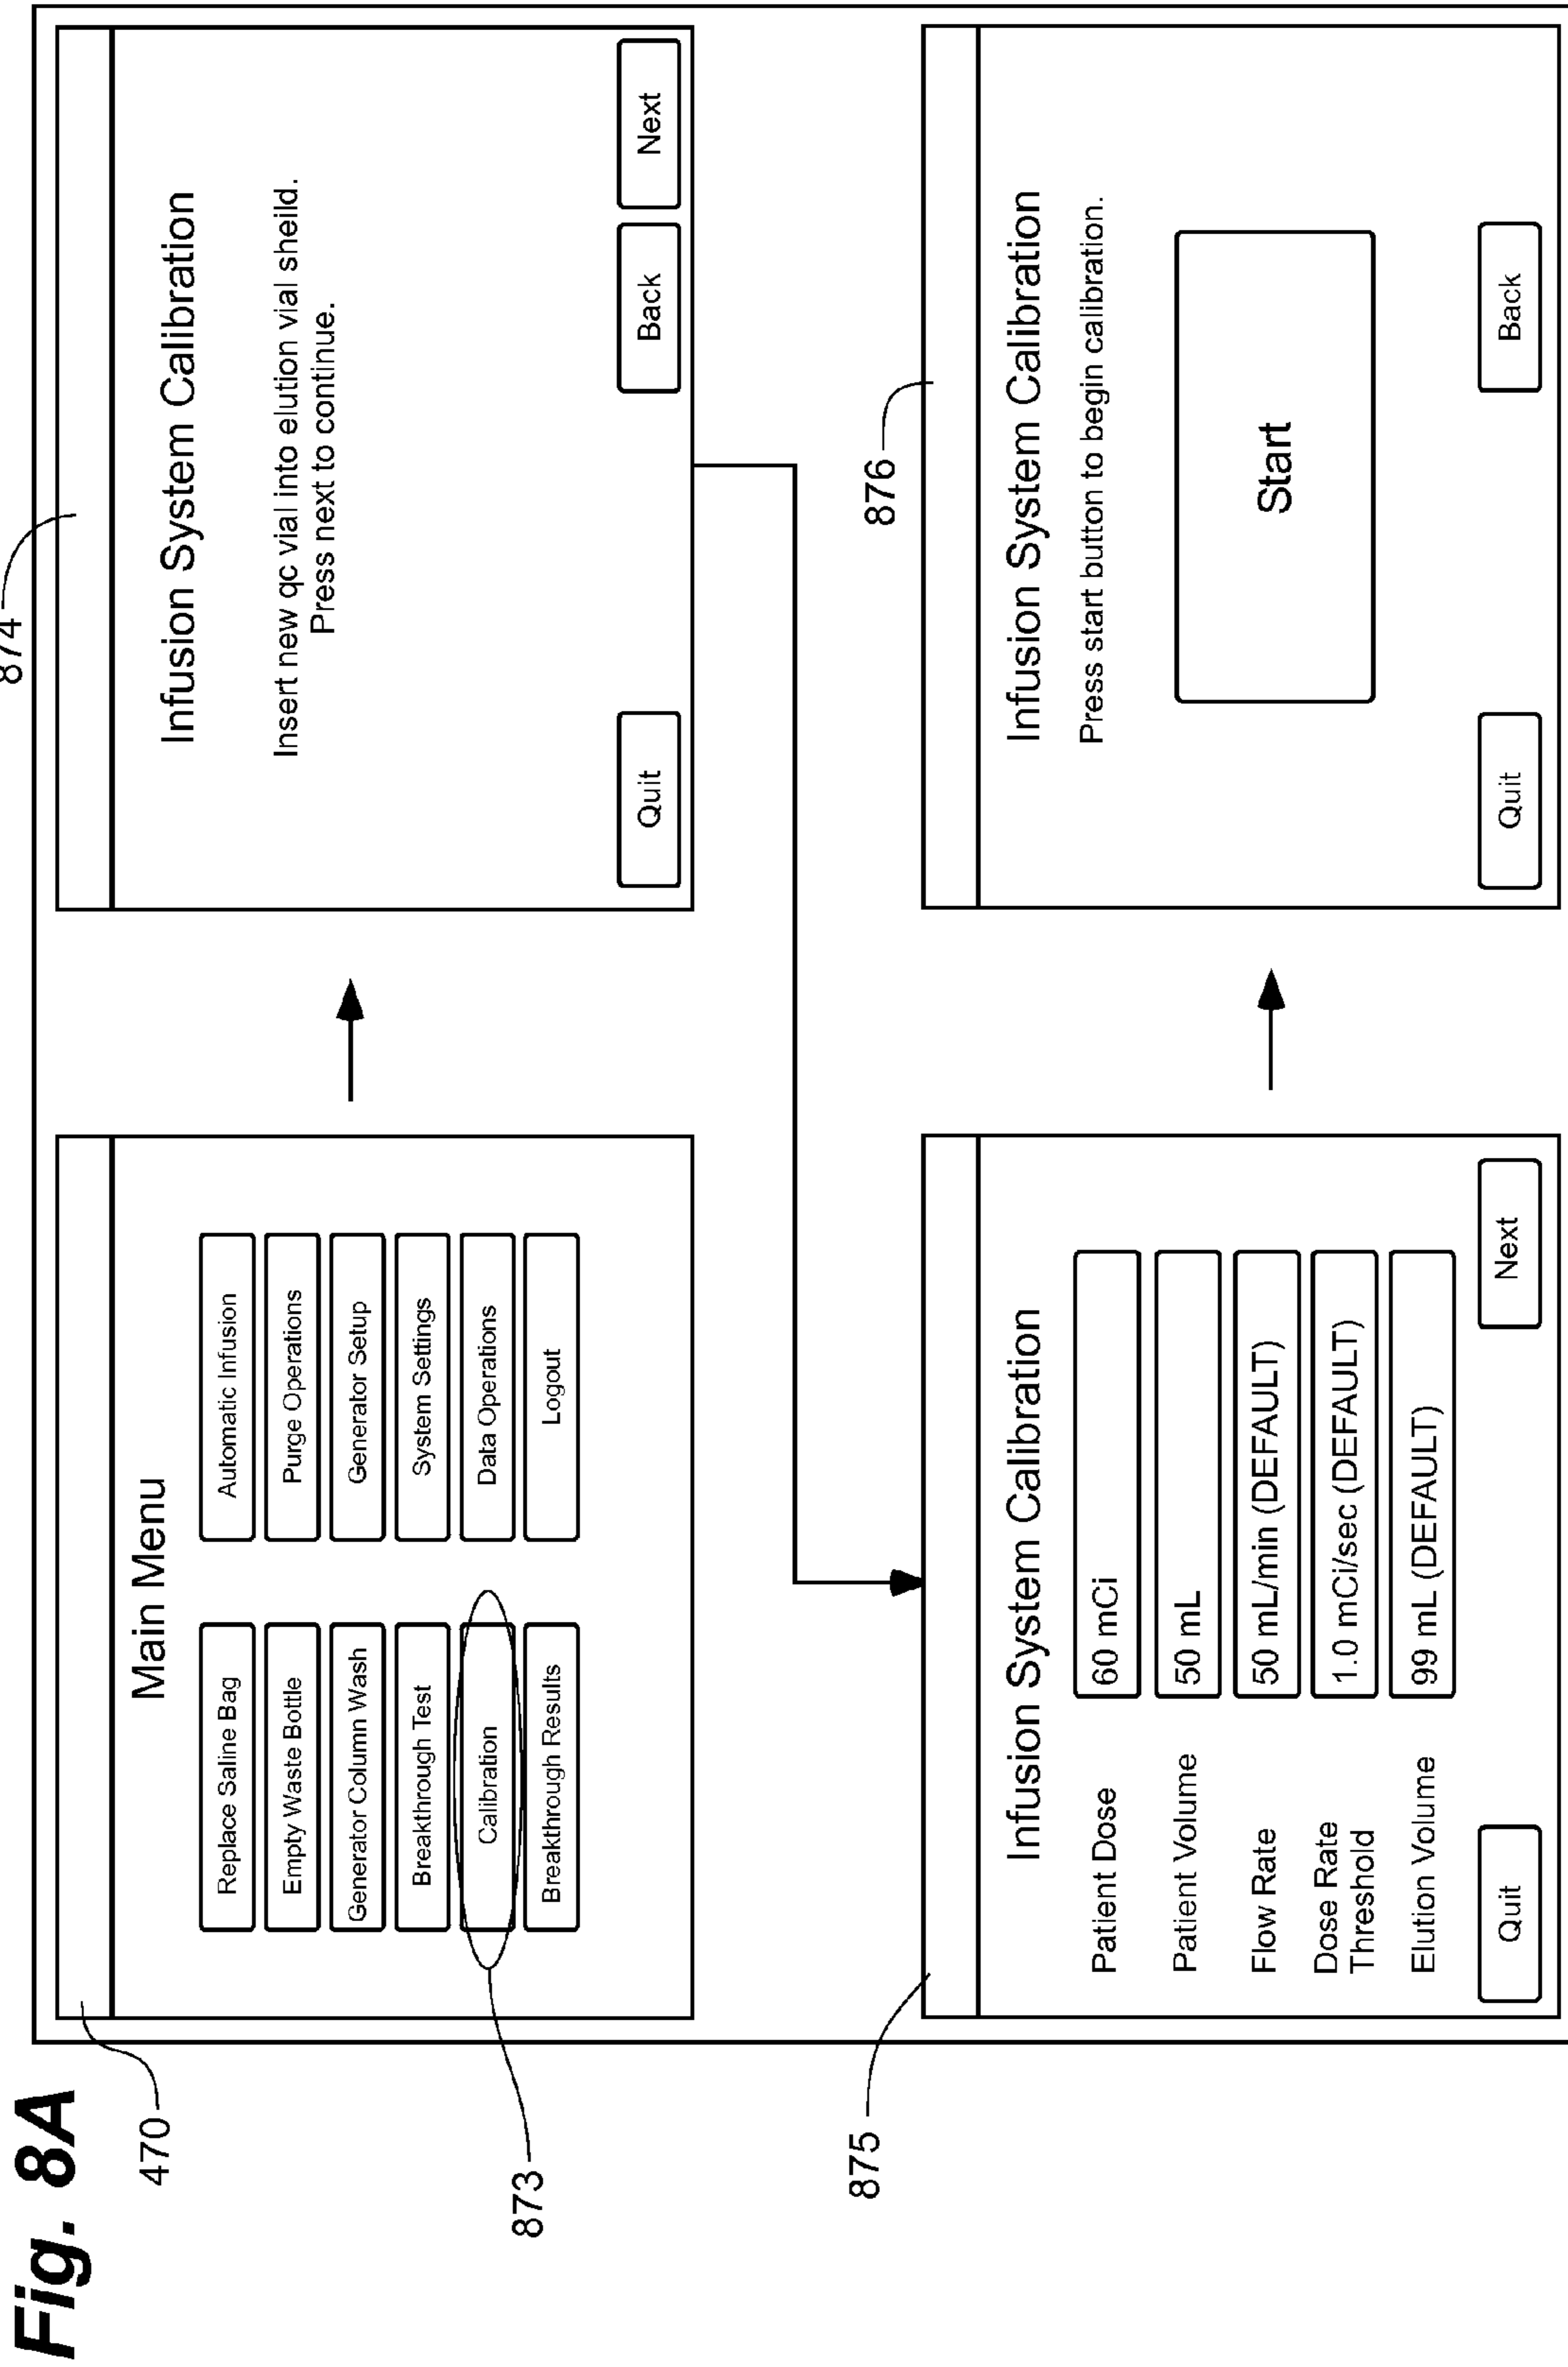 Fig. 8A
470
Main Menu
Replace Saline Bag
Automatic Infusion
Empty Waste Bottle
Purge Operations
Generator Column Wash
Generator Setup
Breakthrough Test
System Settings
Calibration
Data Operations
Breakthrough Results
Logout
873
874
Infusion System Calibration
Insert new qc vial into elution vial sheild.
Press next to continue.
Quit
Back
Next
875
Infusion System Calibration
Patient Dose
60 mCi
Patient Volume
50 mL
Flow Rate
50 mL/min (DEFAULT)
Dose Rate
Threshold
1.0 mCi/sec (DEFAULT)
Elution Volume
99 mL (DEFAULT)
Quit
Next
876
Infusion System Calibration
Press start button to begin calibration.
Start
Quit
Back